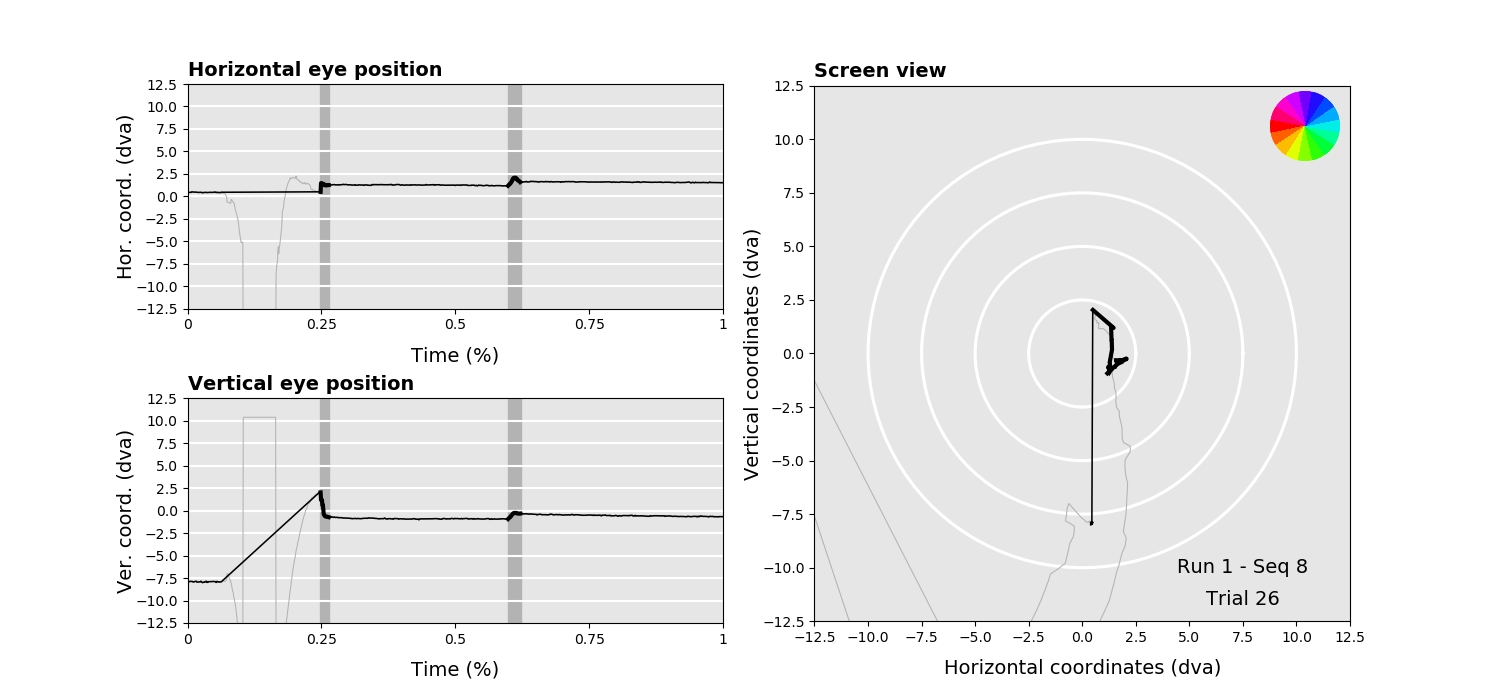 Horizontal eye position
12.5
10.0
7.5
5.0
2.5
0.0
−2.5
−5.0
−7.5
−10.0
−12.5
Hor. coord. (dva)
0 0.25 0.5 0.75 1
Time (%)
Vertical eye position
12.5
10.0
7.5
5.0
2.5
0.0
−2.5
−5.0
−7.5
−10.0
−12.5
Ver. coord. (dva)
0 0.25 0.5 0.75 1
Time (%)
Screen view
12.5
10.0
7.5
5.0
2.5
0.0
−2.5
−5.0
−7.5
−10.0
−12.5
Vertical coordinates (dva)
Run 1 - Seq 8
Trial 26
−12.5 −10.0 −7.5 −5.0 −2.5 0.0 2.5 5.0 7.5 10.0 12.5
Horizontal coordinates (dva)